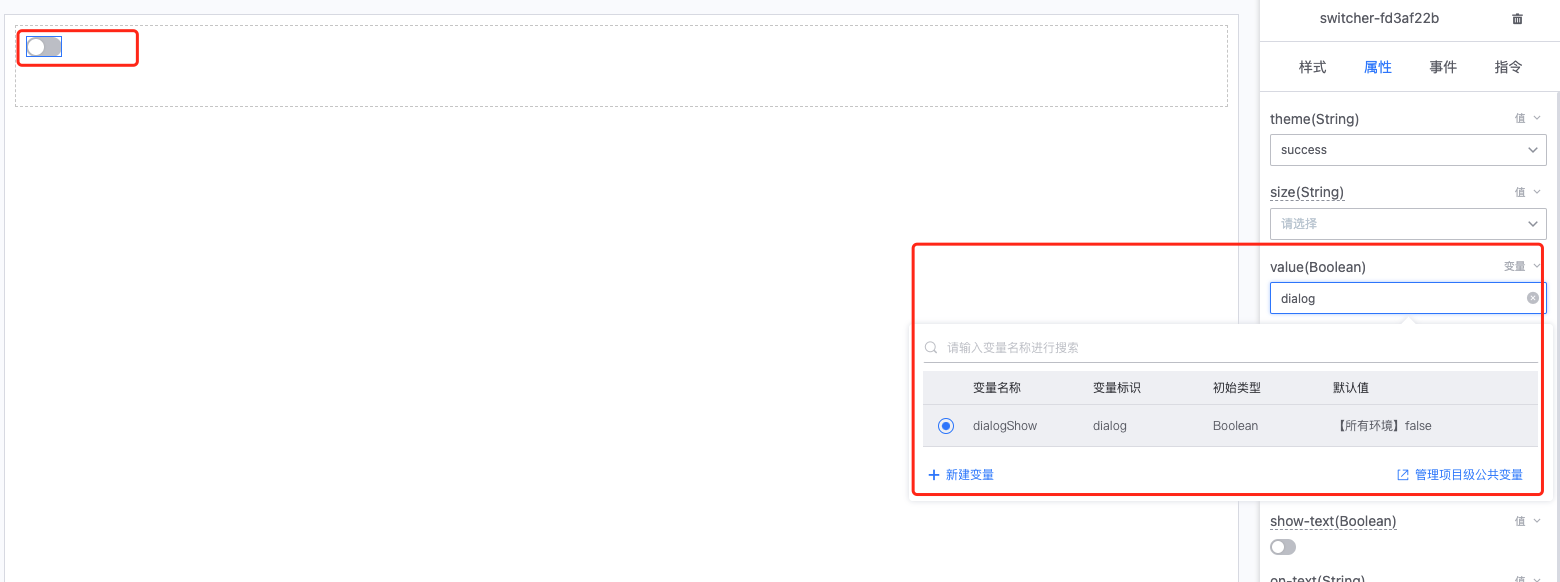 switcher-fd3af22b
样式 属性 事件 指令
theme(String) 值
success
size(String) 值
请选择
value(Boolean) 变量
dialog
请输入变量名称进行搜索
变量名称 变量标识 初始类型 默认值
dialogShow dialog Boolean 【所有环境】false
新建变量 管理项目级公共变量
show-text(Boolean) 值
on-text(String) 值